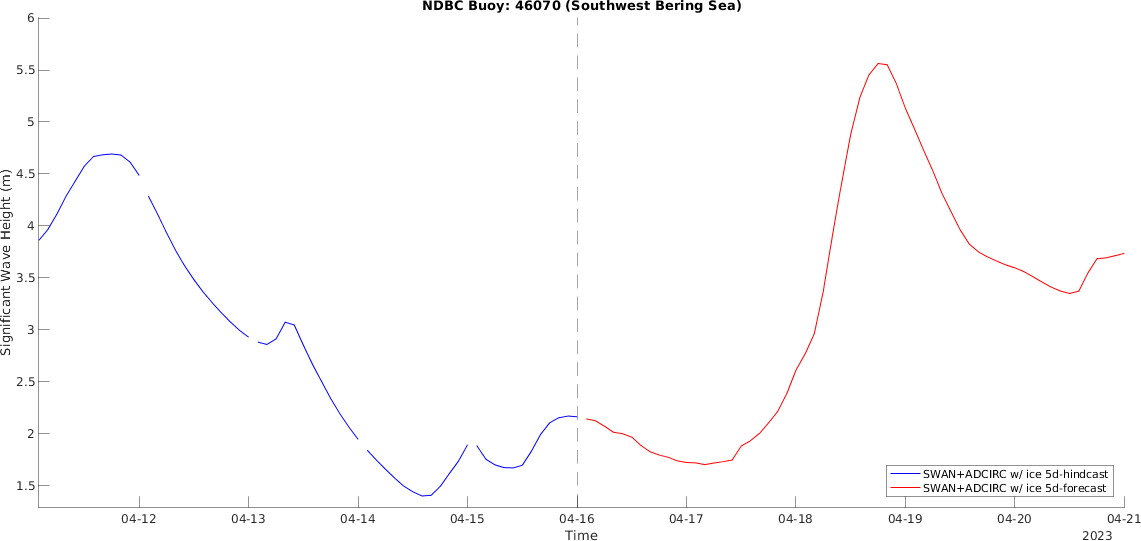 NDBC Buoy: 46070 (Southwest Bering Sea)
6
5.5
5
4.5
4
3.5
3
2.5
2
1.5
Significant Wave Height (m)
SWAN+ADCIRC w/ ice 5d-hindcast
SWAN+ADCIRC w/ ice 5d-forecast
04-12 04-13 04-14 04-15 04-16 04-17 04-18 04-19 04-20 04-21
Time
2023